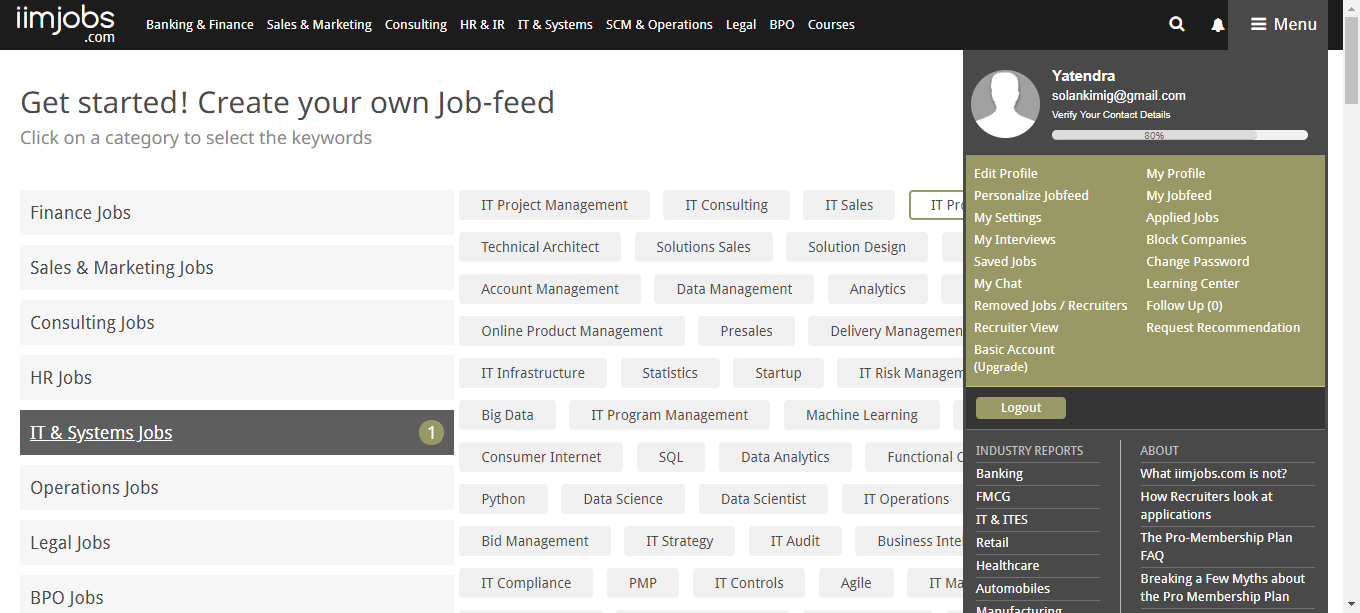 iimjobs
.com
Banking & Finance Sales & Marketing Consulting HR & IR IT & Systems SCM & Operations Legal BPO Courses
Menu
Get started! Create your own Job-feed
Click on a category to select the keywords
Finance Jobs
Sales & Marketing Jobs
Consulting Jobs
HR Jobs
IT & Systems Jobs 1
Operations Jobs
Legal Jobs
BPO Jobs
IT Project Management IT Consulting IT Sales IT Pro
Technical Architect Solutions Sales Solution Design
Account Management Data Management Analytics
Online Product Management Presales Delivery Managemen
IT Infrastructure Statistics Startup IT Risk Managem
Big Data IT Program Management Machine Learning
Consumer Internet SQL Data Analytics Functional
Python Data Science Data Scientist IT Operations
Bid Management IT Strategy IT Audit Business Inte
IT Compliance PMP IT Controls Agile IT Ma
Yatendra
solankimig@gmail.com
Verify Your Contact Details
80%
Edit Profile My Profile
Personalize Jobfeed My Jobfeed
My Settings Applied Jobs
My Interviews Block Companies
Saved Jobs Change Password
My Chat Learning Center
Removed Jobs / Recruiters Follow Up (0)
Recruiter View Request Recommendation
Basic Account
(Upgrade)
Logout
INDUSTRY REPORTS
Banking
FMCG
IT & ITES
Retail
Healthcare
Automobiles
Manufacturing
ABOUT
What iimjobs.com is not?
How Recruiters look at
applications
The Pro-Membership Plan
FAQ
Breaking a Few Myths about
the Pro Membership Plan